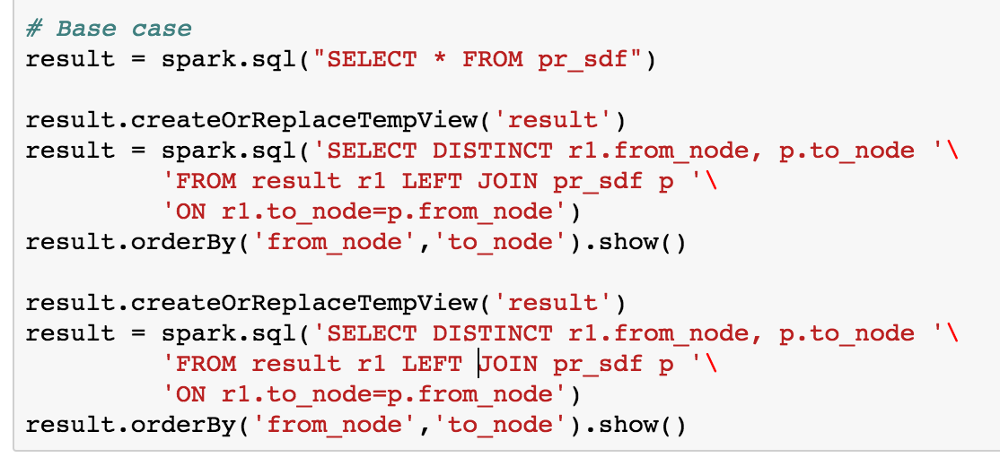 # Base case
result = spark.sql("SELECT * FROM pr_sdf")
result.createOrReplaceTempView('result')
result = spark.sql('SELECT DISTINCT r1.from_node, p.to_node '\
'FROM result r1 LEFT JOIN pr_sdf p '\
'ON r1.to_node=p.from_node')
result.orderBy('from_node','to_node').show()
result.createOrReplaceTempView('result')
result = spark.sql('SELECT DISTINCT r1.from_node, p.to_node '\
'FROM result r1 LEFT JOIN pr_sdf p '\
'ON r1.to_node=p.from_node')
result.orderBy('from_node','to_node').show()